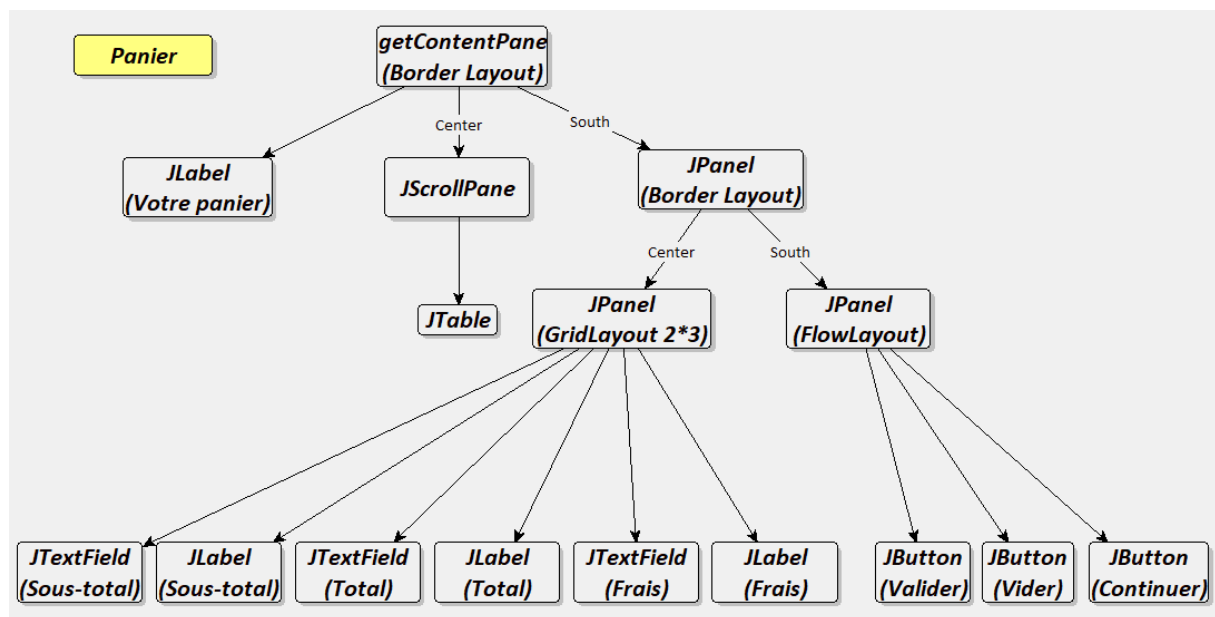 Panier
getContentPane
(Border Layout)
Center
South
JLabel
(Votre panier)
JScrollPane
JPanel
(Border Layout)
Center
South
JTable
JPanel
(GridLayout 2*3)
JPanel
(FlowLayout)
JTextField
(Sous-total)
JLabel
(Sous-total)
JTextField
(Total)
JLabel
(Total)
JTextField
(Frais)
JLabel
(Frais)
JButton
(Valider)
JButton
(Vider)
JButton
(Continuer)